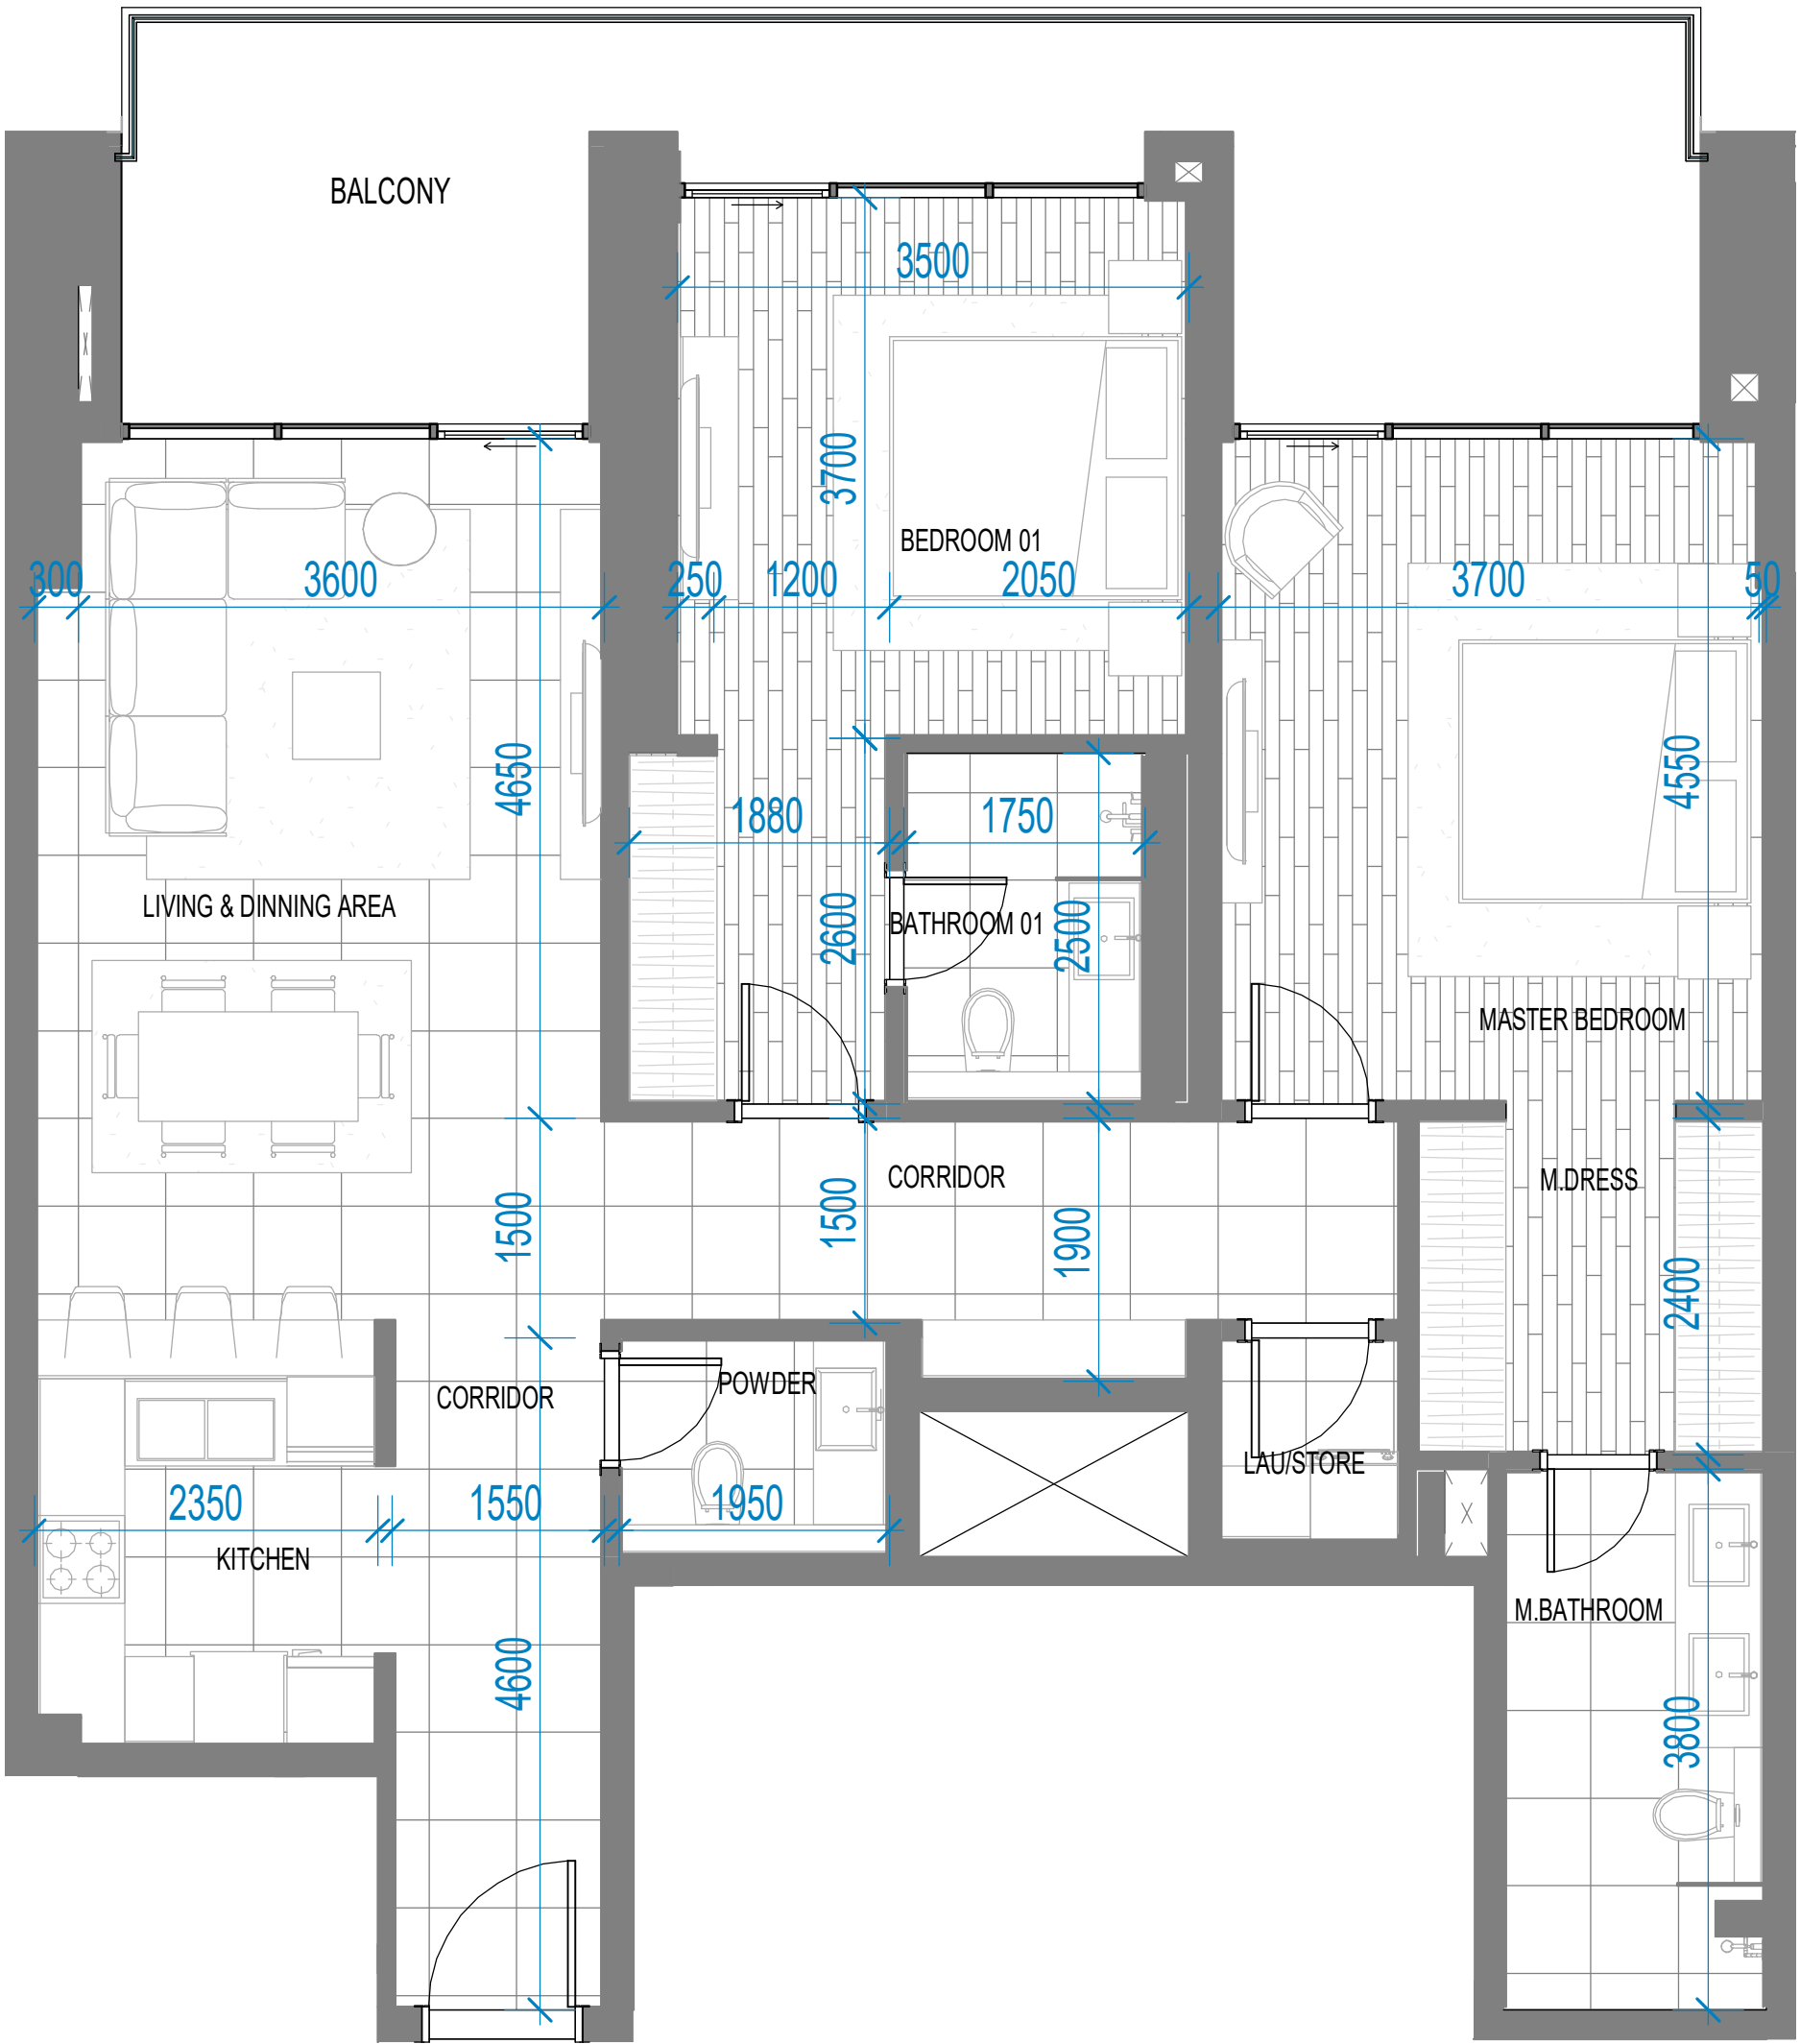 BALCONY
3500
3700
BEDROOM 01
300
3600
250
1200
2050
3700
50
4650
4550
1880
1750
LIVING & DINNING AREA
2600
BATHROOM 01
2500
MASTER BEDROOM
CORRIDOR
M.DRESS
1500
1500
1900
2400
CORRIDOR
POWDER
LAU/STORE
2350
1550
1950
KITCHEN
M.BATHROOM
4600
3800